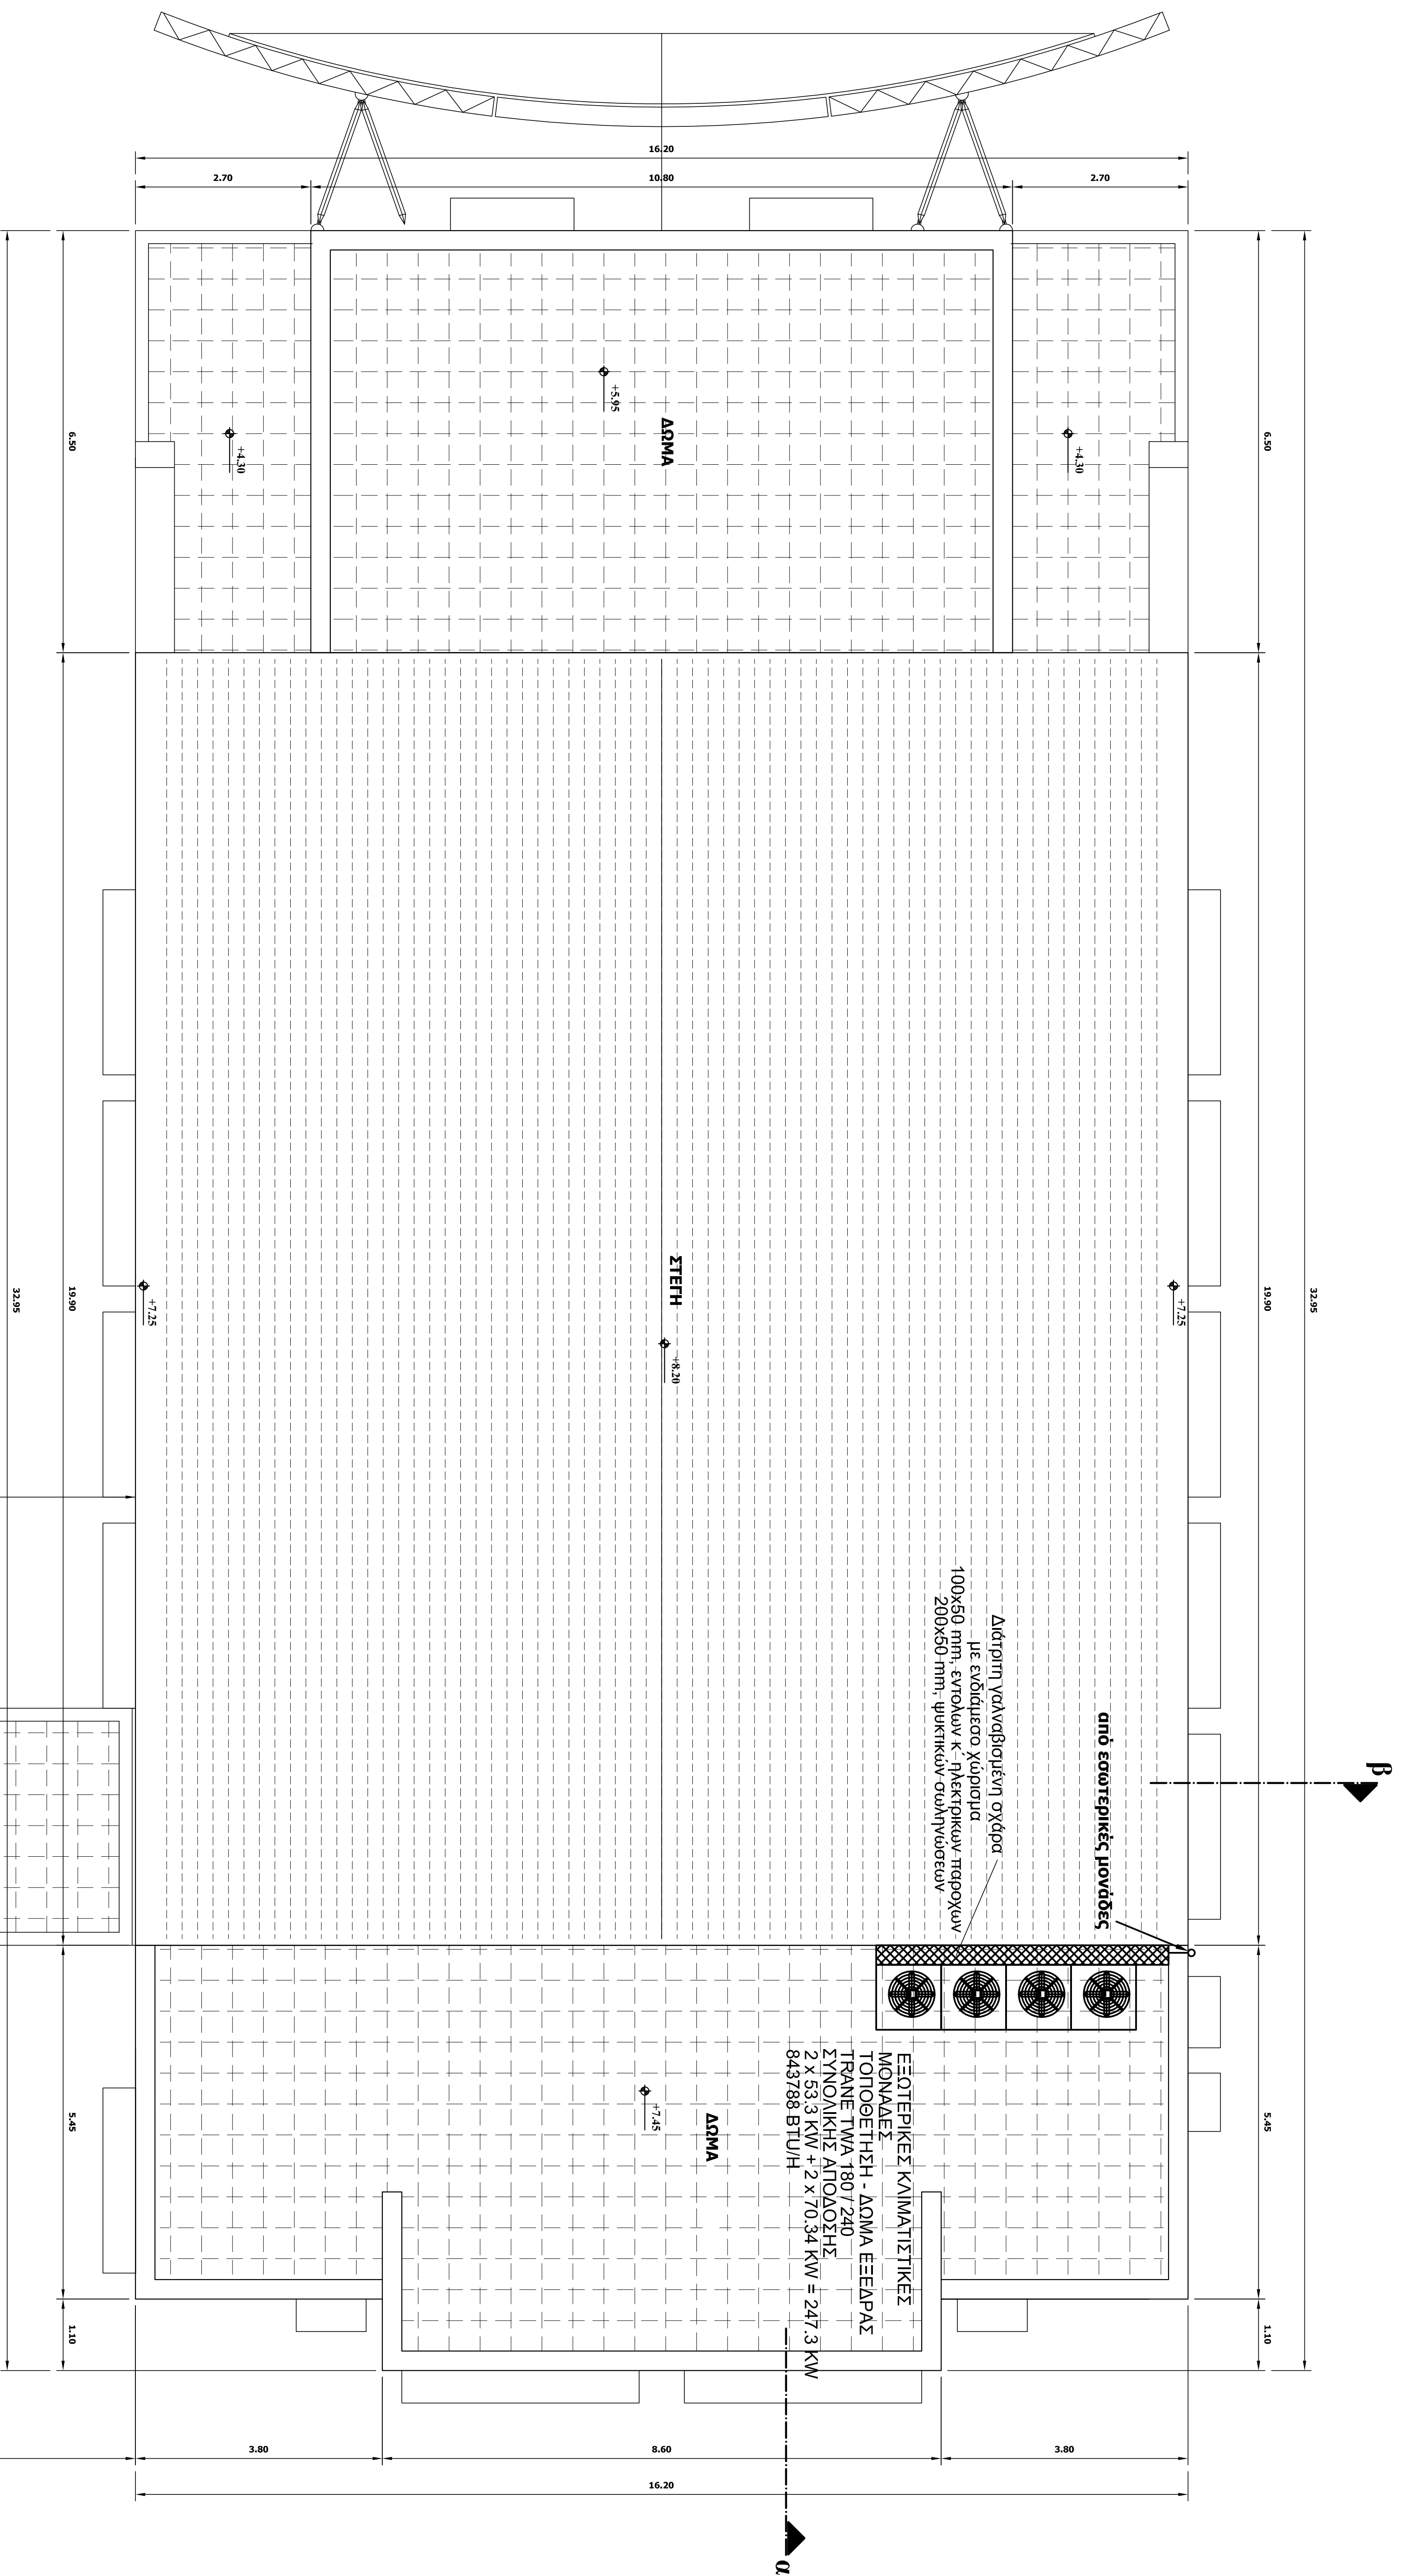 16.20
2.70
10.80
2.70
6.50
6.50
+5.95
ΔΩΜΑ
+4.30
+4.30
32.95
19.90
19.90
32.95
ΣΤΕΓΗ
+7.25
+7.25
+8.20
Διάτρητη γαλναβισμένη σχάρα
με ενδιάμεσο χώρισμα
100x50 mm, εντολων κ΄ ηλεκτρικων παροχων
200x50 mm, ψυκτικών σωληνώσεων
από εσωτερικές μονάδες
β
ΕΞΩΤΕΡΙΚΕΣ ΚΛΙΜΑΤΙΣΤΙΚΕΣ
ΜΟΝΑΔΕΣ
ΤΟΠΟΘΕΤΗΣΗ - ΔΩΜΑ ΕΞΕΔΡΑΣ
TRANE TWA 180 / 240
ΣΥΝΟΛΙΚΗΣ ΑΠΟΔΟΣΗΣ
2 x 53.3 KW + 2 x 70.34 KW = 247.3 KW
843788 BTU/H
+7.45
ΔΩΜΑ
5.45
5.45
1.10
1.10
3.80
8.60
3.80
16.20
α